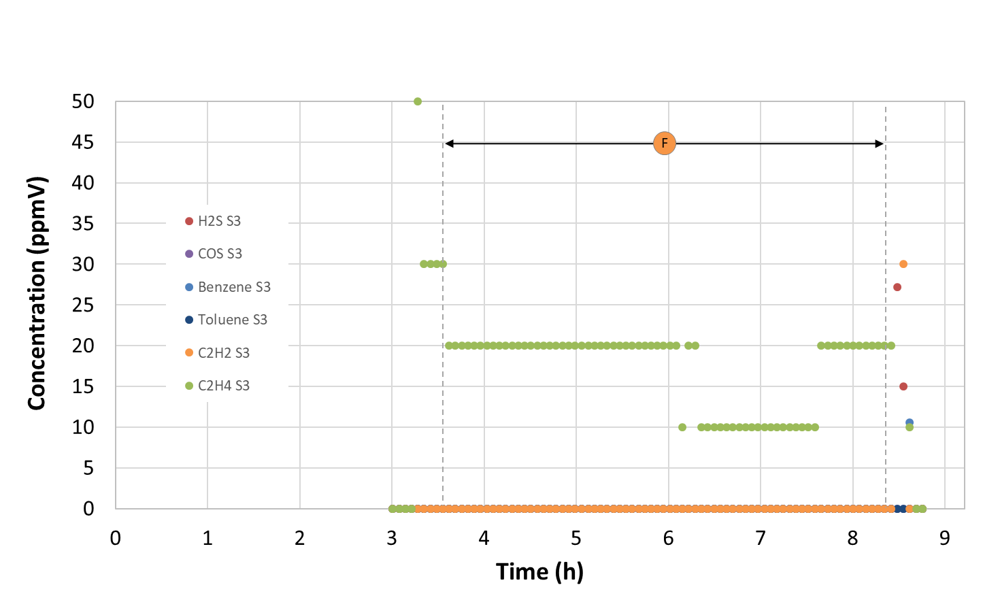 50
45
F
40
35
30
25
20
15
10
5
0
Concentration (ppmV)
H2S S3
COS S3
Benzene S3
Toluene S3
C2H2 S3
C2H4 S3
0 1 2 3 4 5 6 7 8 9
Time (h)